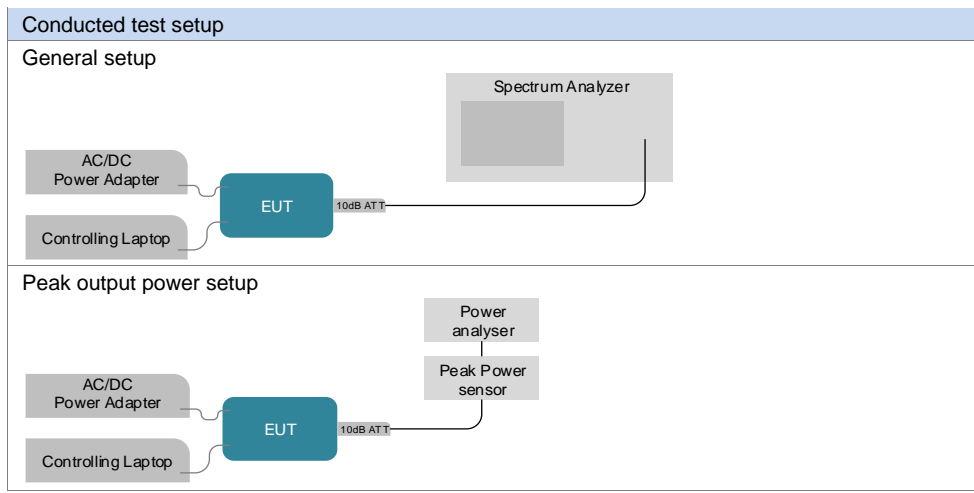 Conducted test setup
General setup
Spectrum Analyzer
AC/DC
Power Adapter
EUT
10dB ATT
Controlling Laptop
Peak output power setup
Power
analyser
Peak Power
sensor
AC/DC
Power Adapter
EUT
10dB ATT
Controlling Laptop